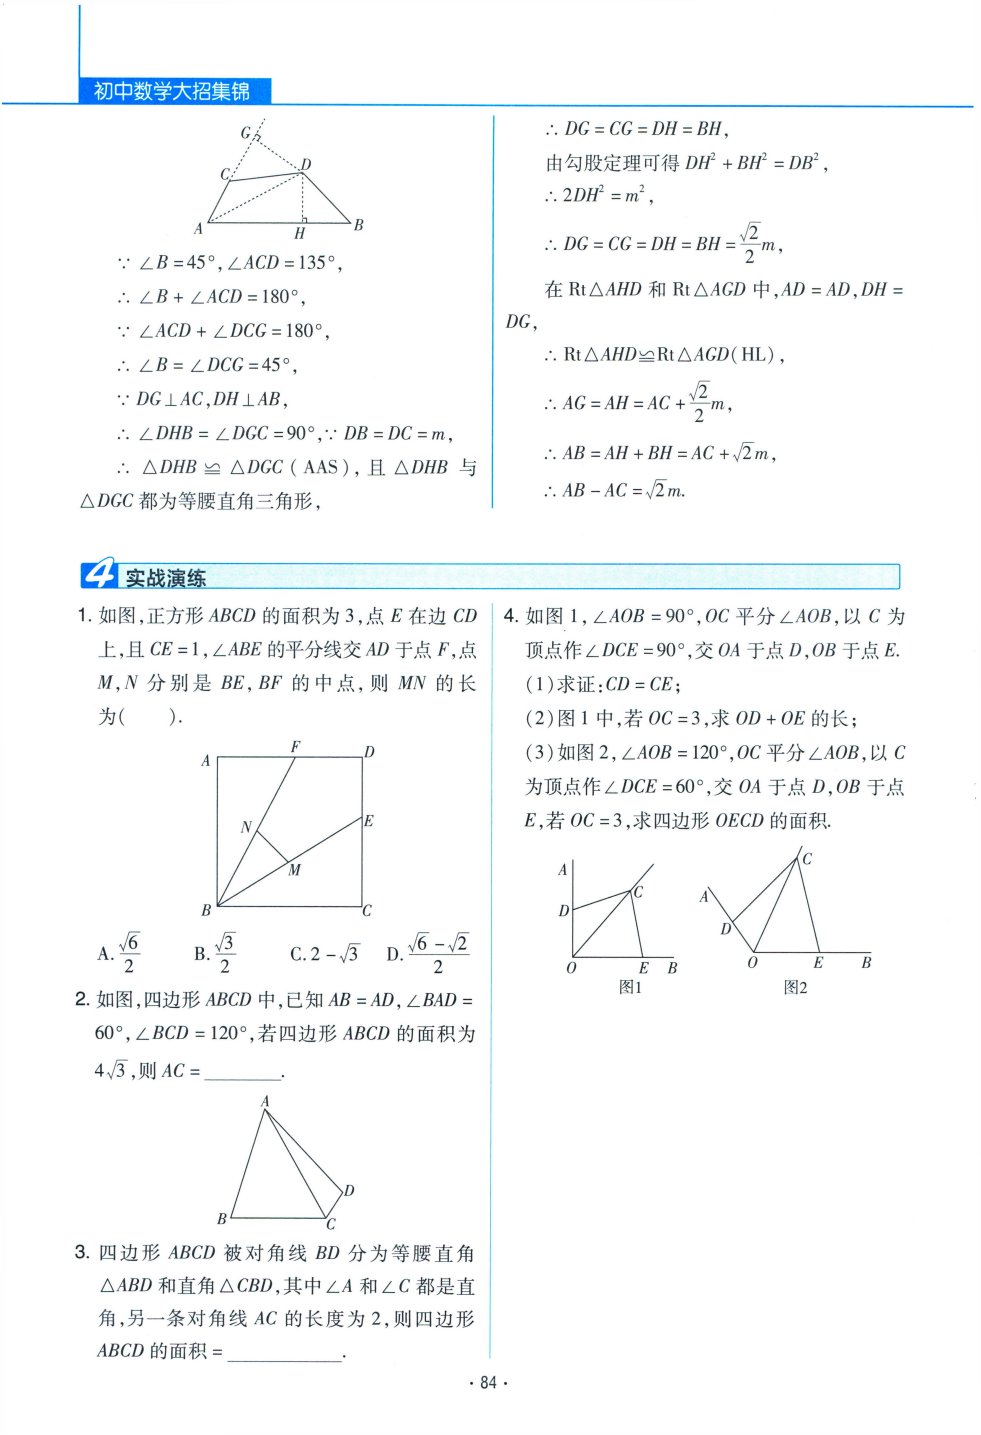 初中数学大招集锦
G
C
D
A
H
B
∵ ∠B=45°,∠ACD=135°,
∴ ∠B+∠ACD=180°,
∵ ∠ACD+∠DCG=180°,
∴ ∠B=∠DCG=45°,
∵ DG⊥AC,DH⊥AB,
∴ ∠DHB=∠DGC=90°,∵ DB=DC=m,
∴ △DHB≌△DGC(AAS),且△DHB 与
△DGC 都为等腰直角三角形,
∴ DG=CG=DH=BH,
由勾股定理可得 DH²+BH²=DB²,
∴ 2DH²=m²,
∴ DG=CG=DH=BH=√2/2 m,
在 Rt△AHD 和 Rt△AGD 中,AD=AD,DH=
DG,
∴ Rt△AHD≌Rt△AGD(HL),
∴ AG=AH=AC+√2/2 m,
∴ AB=AH+BH=AC+√2m,
∴ AB-AC=√2m.
4 实战演练
1. 如图,正方形 ABCD 的面积为 3,点 E 在边 CD
上,且 CE=1,∠ABE 的平分线交 AD 于点 F,点
M,N 分别是 BE,BF 的中点,则 MN 的长
为( ).
A
F
D
N
E
M
B
C
A. √6/2 B. √3/2 C. 2-√3 D. (√6-√2)/2
2. 如图,四边形 ABCD 中,已知 AB=AD,∠BAD=
60°,∠BCD=120°,若四边形 ABCD 的面积为
4√3,则 AC=________.
A
D
B
C
3. 四边形 ABCD 被对角线 BD 分为等腰直角
△ABD 和直角△CBD,其中∠A 和∠C 都是直
角,另一条对角线 AC 的长度为 2,则四边形
ABCD 的面积=____________.
4. 如图 1,∠AOB=90°,OC 平分∠AOB,以 C 为
顶点作∠DCE=90°,交 OA 于点 D,OB 于点 E.
(1)求证:CD=CE;
(2)图 1 中,若 OC=3,求 OD+OE 的长;
(3)如图 2,∠AOB=120°,OC 平分∠AOB,以 C
为顶点作∠DCE=60°,交 OA 于点 D,OB 于点
E,若 OC=3,求四边形 OECD 的面积.
A
C
D
O
E B
图1
C
A
D
O
E
B
图2
·84·